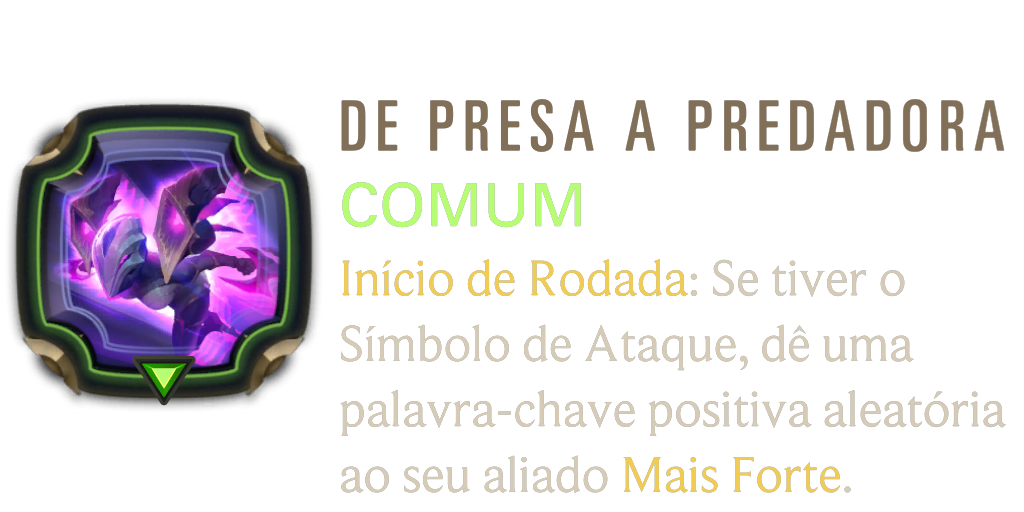 DE PRESA A PREDADORA
COMUM
Início de Rodada: Se tiver o
Símbolo de Ataque, dê uma
palavra-chave positiva aleatória
ao seu aliado Mais Forte.